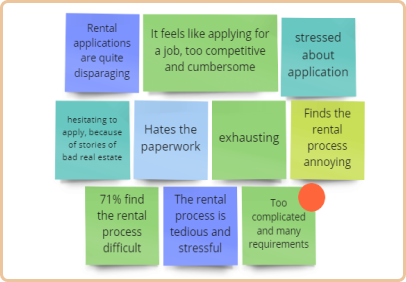 Rental
applications
are quite
disparaging
It feels like applying for
a job, too competitive
and cumbersome
stressed
about
application
hesitating to
apply, because
of stories of
bad real estate
Hates the
paperwork
exhausting
Finds the
rental
process
annoying
71% find
the rental
process
difficult
The rental
process is
tedious and
stressful
Too
complicated
and many
requirements